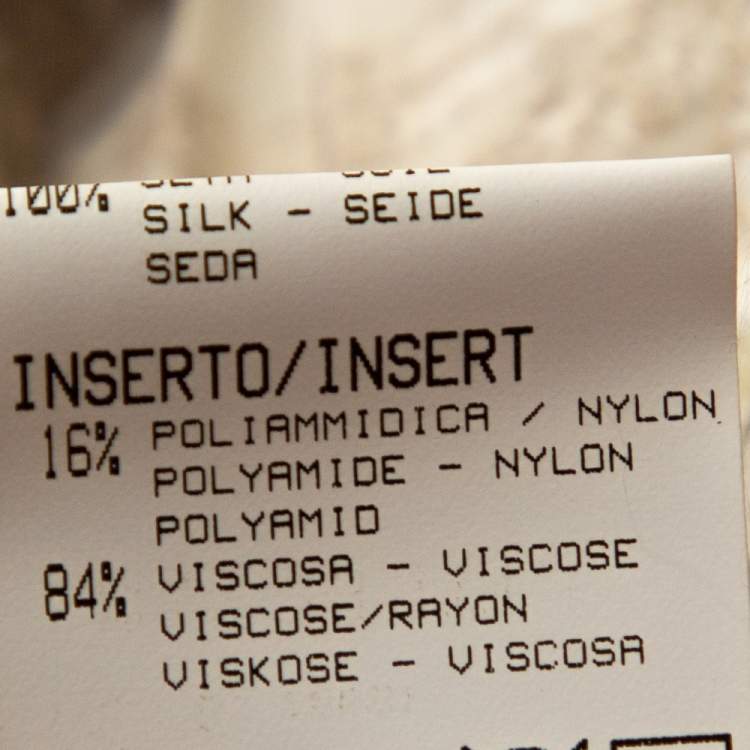 100%
SILK - SEIDE
SEDA
INSERTO/INSERT
16% POLIAMMIDICA / NYLON
POLYAMIDE - NYLON
POLYAMID
84% VISCOSA - VISCOSE
VISCOSE/RAYON
VISKOSE - VISCOSA